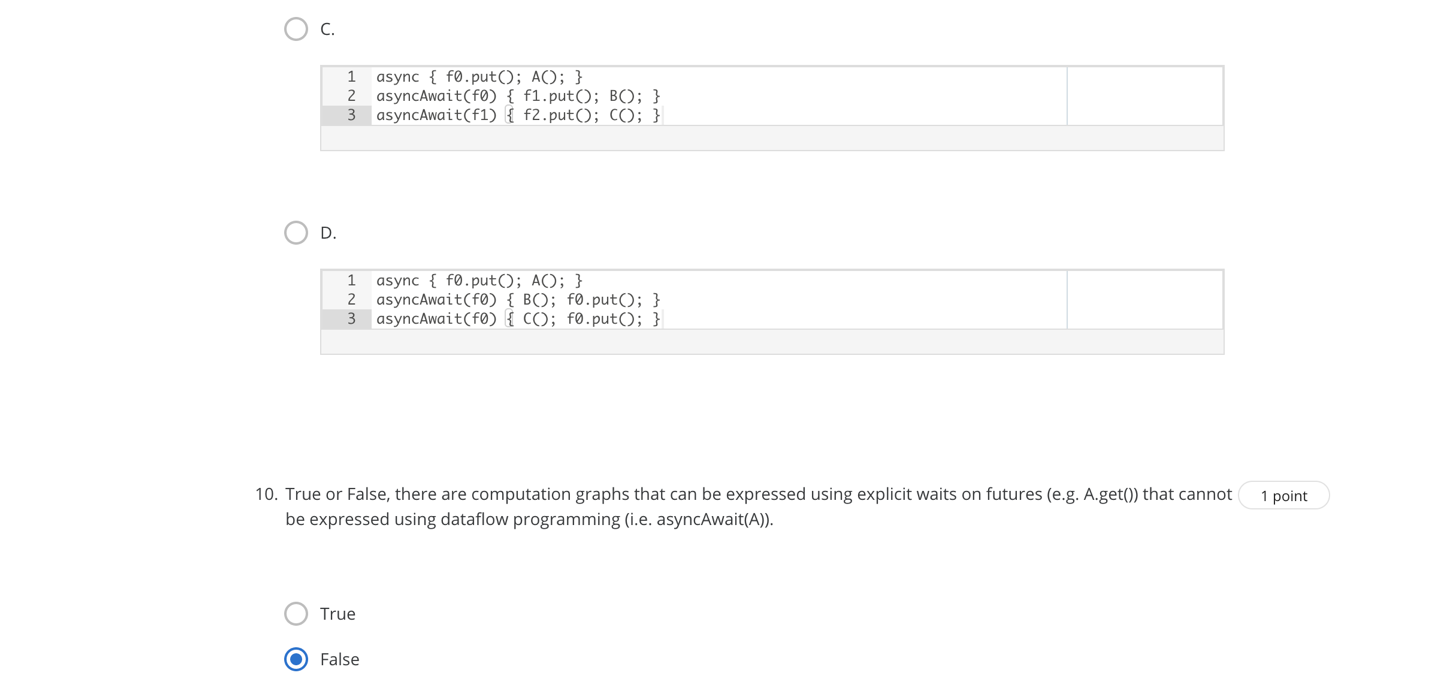 C.
1 async { f0.put(); A(); }
2 asyncAwait(f0) { f1.put(); B(); }
3 asyncAwait(f1) { f2.put(); C(); }
D.
1 async { f0.put(); A(); }
2 asyncAwait(f0) { B(); f0.put(); }
3 asyncAwait(f0) { C(); f0.put(); }
10. True or False, there are computation graphs that can be expressed using explicit waits on futures (e.g. A.get()) that cannot 1 point
be expressed using dataflow programming (i.e. asyncAwait(A)).
True
False